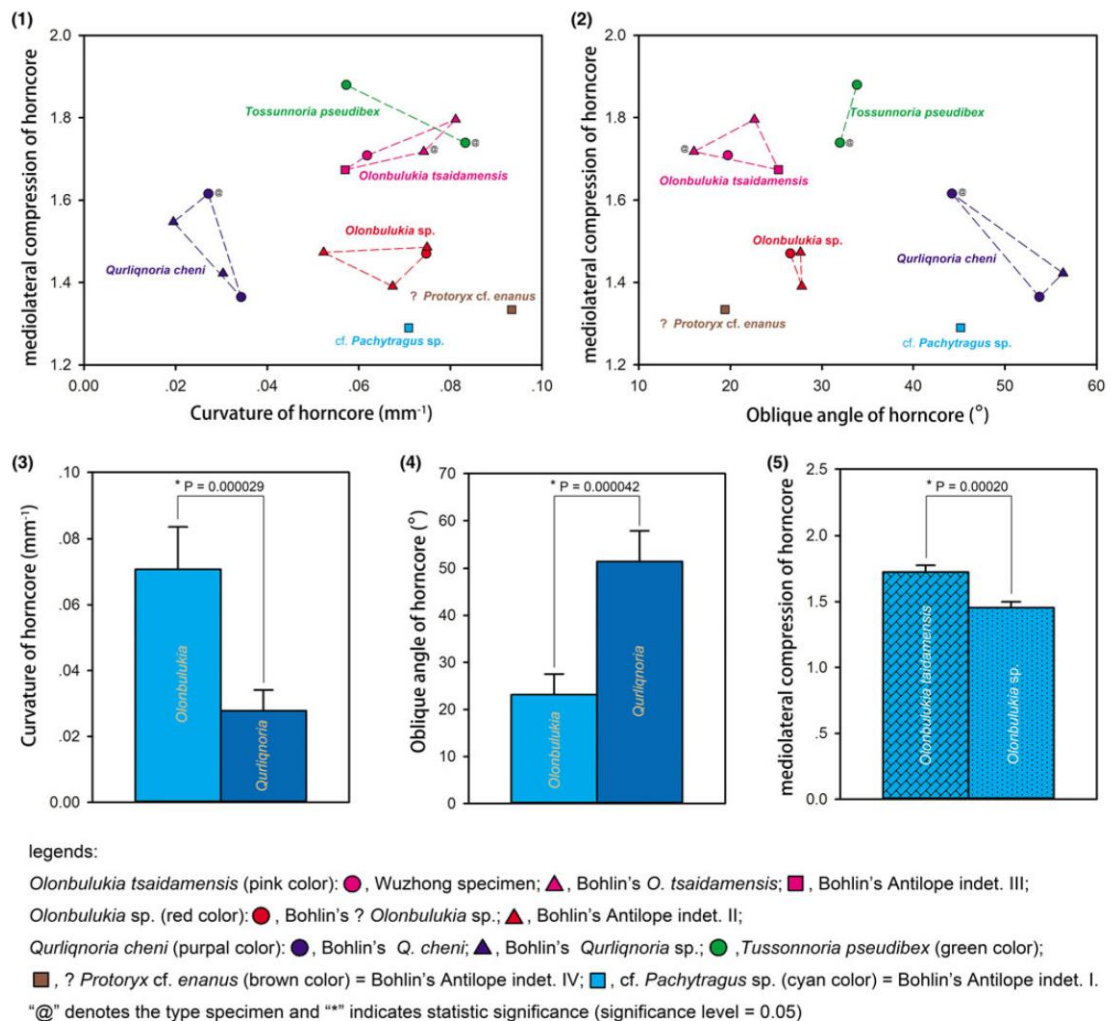 (1)
2.0
1.8
1.6
1.4
1.2
mediolateral compression of horncore
Tossunnoria pseudibex
@
@
Olonbulukia tsaidamensis
@
Olonbulukia sp.
Qurliqnoria cheni
? Protoryx cf. enanus
cf. Pachytragus sp.
0.00 .02 .04 .06 .08 .10
Curvature of horncore (mm-1)
(2)
2.0
1.8
1.6
1.4
1.2
mediolateral compression of horncore
Tossunnoria pseudibex
@
@
Olonbulukia tsaidamensis
@
Olonbulukia sp.
Qurliqnoria cheni
? Protoryx cf. enanus
cf. Pachytragus sp.
10 20 30 40 50 60
Oblique angle of horncore (°)
(3)
.10
0.08
0.06
0.04
.02
0.00
Curvature of horncore (mm-1)
* P = 0.000029
Olonbulukia
Qurliqnoria
(4)
70
60
50
40
30
20
10
0
Oblique angle of horncore (°)
* P = 0.000042
Olonbulukia
Qurliqnoria
(5)
2.5
2.0
1.5
1.0
.5
0.0
mediolateral compression of horncore
* P = 0.00020
Olonbulukia taidamensis
Olonbulukia sp.
legends:
Olonbulukia tsaidamensis (pink color): , Wuzhong specimen; , Bohlin's O. tsaidamensis; , Bohlin's Antilope indet. III;
Olonbulukia sp. (red color): , Bohlin's ? Olonbulukia sp.; , Bohlin's Antilope indet. II;
Qurliqnoria cheni (purpal color): , Bohlin's Q. cheni; , Bohlin's Qurliqnoria sp.; ,Tussonnoria pseudibex (green color);
, ? Protoryx cf. enanus (brown color) = Bohlin's Antilope indet. IV; , cf. Pachytragus sp. (cyan color) = Bohlin's Antilope indet. I.
"@" denotes the type specimen and "*" indicates statistic significance (significance level = 0.05)